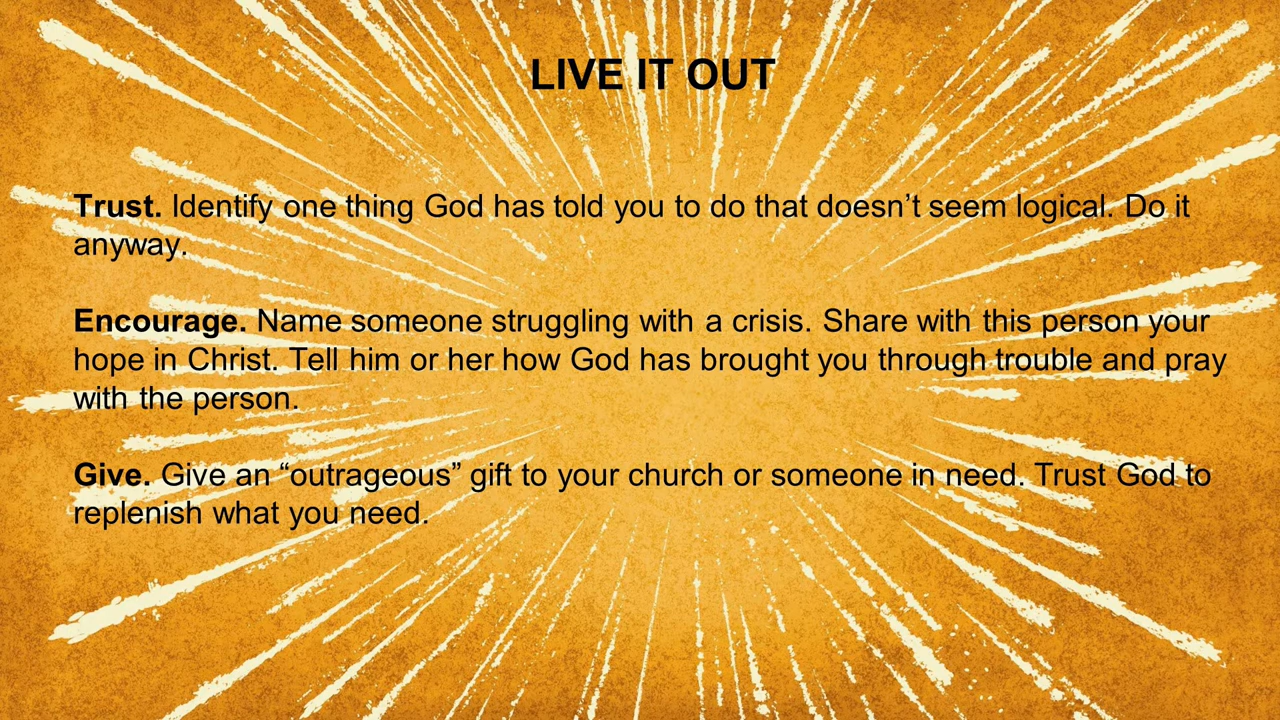 LIVE IT OUT
Trust. Identify one thing God has told you to do that doesn’t seem logical. Do it
anyway.
Encourage. Name someone struggling with a crisis. Share with this person your
hope in Christ. Tell him or her how God has brought you through trouble and pray
with the person.
Give. Give an “outrageous” gift to your church or someone in need. Trust God to
replenish what you need.